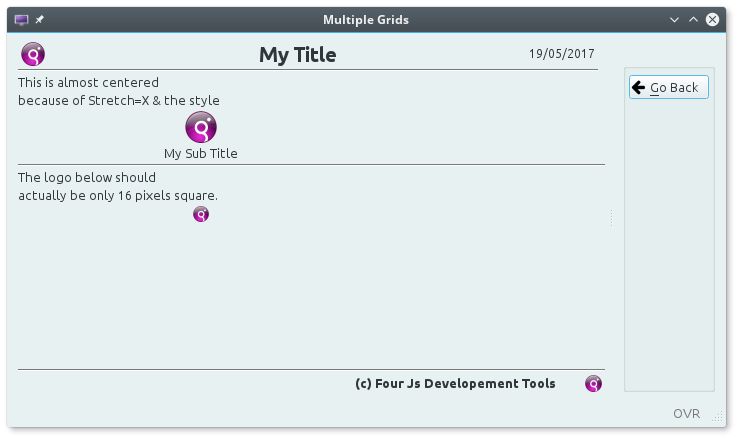 Multiple Grids
My Title
19/05/2017
This is almost centered
because of Stretch=X & the style
My Sub Title
The logo below should
actually be only 16 pixels square.
(c) Four Js Developement Tools
Go Back
OVR